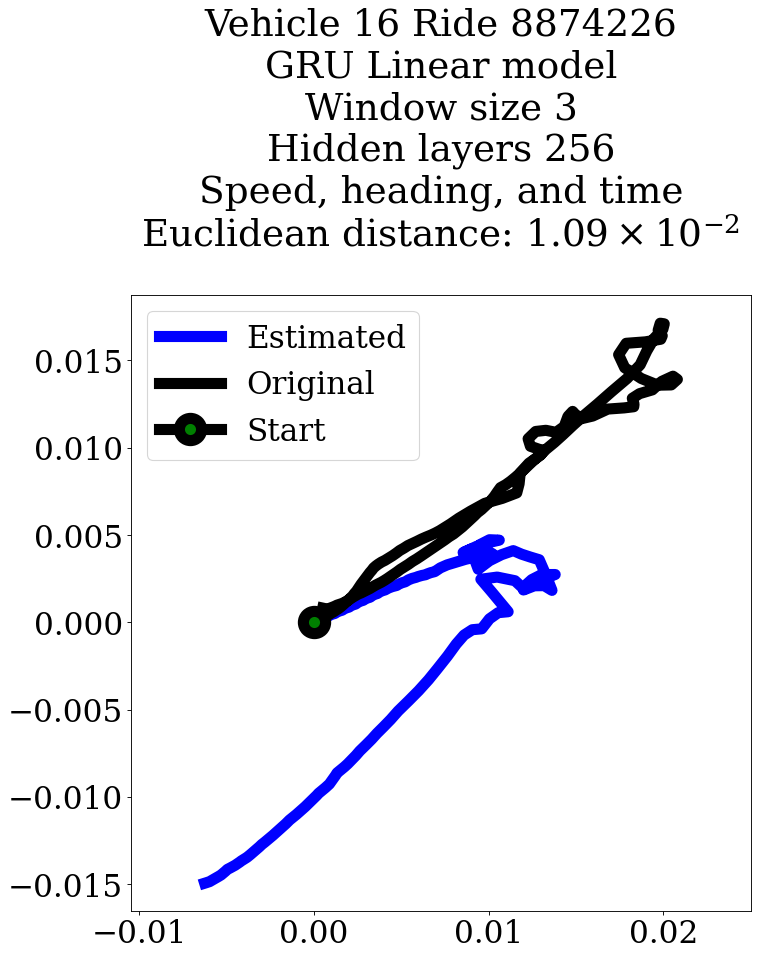 Vehicle 16 Ride 8874226
GRU Linear model
Window size 3
Hidden layers 256
Speed, heading, and time
Euclidean distance: 1.09 × 10⁻²
Estimated
Original
Start
0.015
0.010
0.005
0.000
−0.005
−0.010
−0.015
−0.01 0.00 0.01 0.02